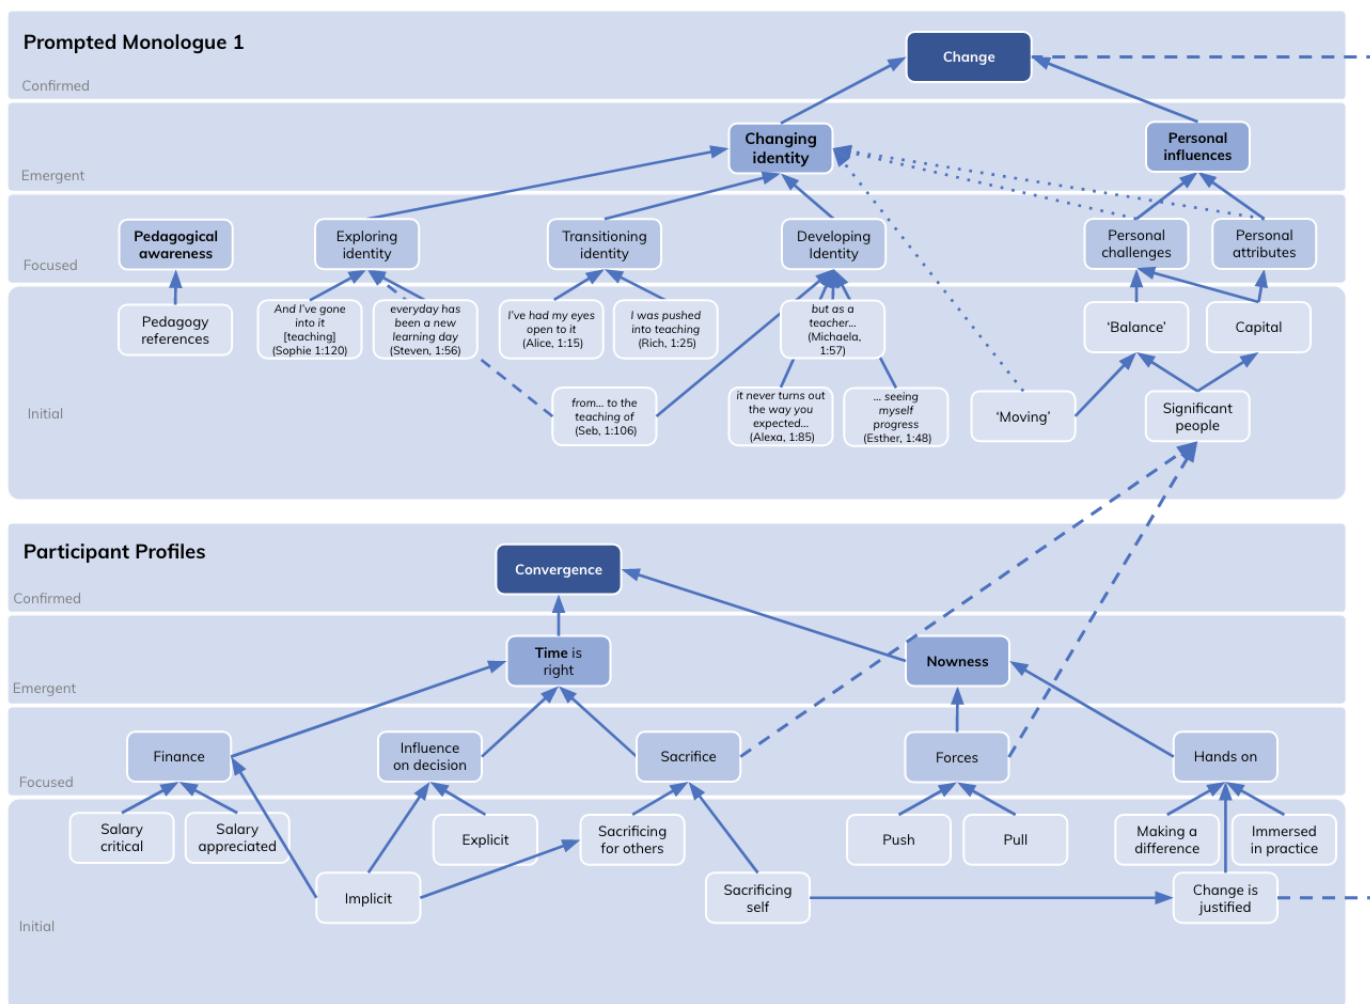 Prompted Monologue 1
Change
Confirmed
Changing
identity
Personal
influences
Emergent
Pedagogical
awareness
Exploring
identity
Transitioning
identity
Developing
Identity
Personal
challenges
Personal
attributes
Focused
Pedagogy
references
And I've gone
into it
[teaching]
(Sophie 1:120)
everyday has
been a new
learning day
(Steven, 1:56)
I've had my eyes
open to it
(Alice, 1:15)
I was pushed
into teaching
(Rich, 1:25)
but as a
teacher...
(Michaela,
1:57)
'Balance'
Capital
Initial
from... to the
teaching of
(Seb, 1:106)
it never turns out
the way you
expected...
(Alexa, 1:85)
... seeing
myself
progress
(Esther, 1:48)
'Moving'
Significant
people
Participant Profiles
Convergence
Confirmed
Time is
right
Nowness
Emergent
Finance
Influence
on decision
Sacrifice
Forces
Hands on
Focused
Salary
critical
Salary
appreciated
Explicit
Sacrificing
for others
Push
Pull
Making a
difference
Immersed
in practice
Implicit
Sacrificing
self
Change is
justified
Initial